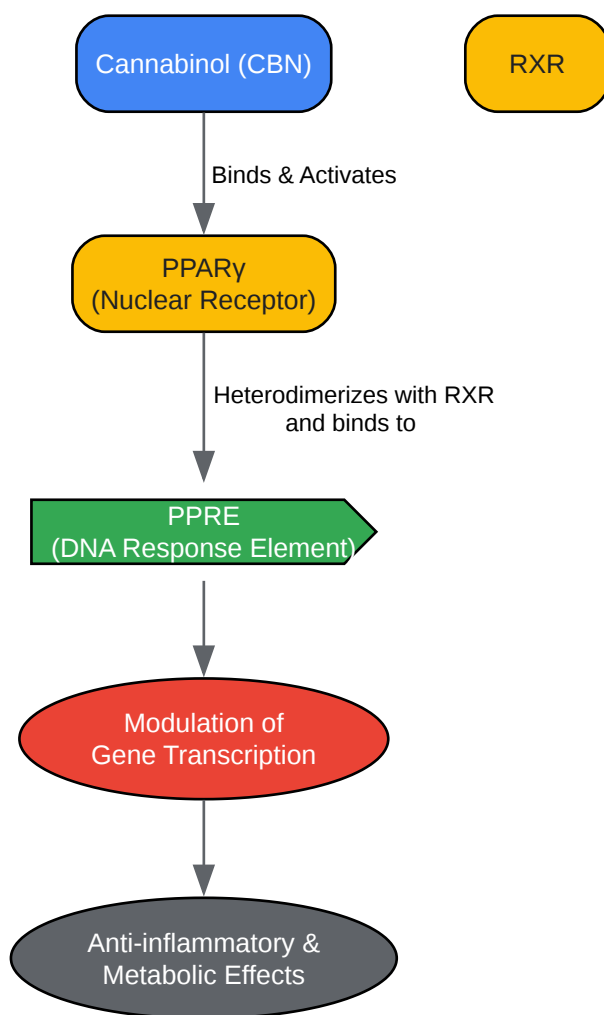 Cannabinol (CBN)
RXR
Binds & Activates
PPARγ
(Nuclear Receptor)
Heterodimerizes with RXR
and binds to
PPRE
(DNA Response Element)
Modulation of
Gene Transcription
Anti-inflammatory &
Metabolic Effects